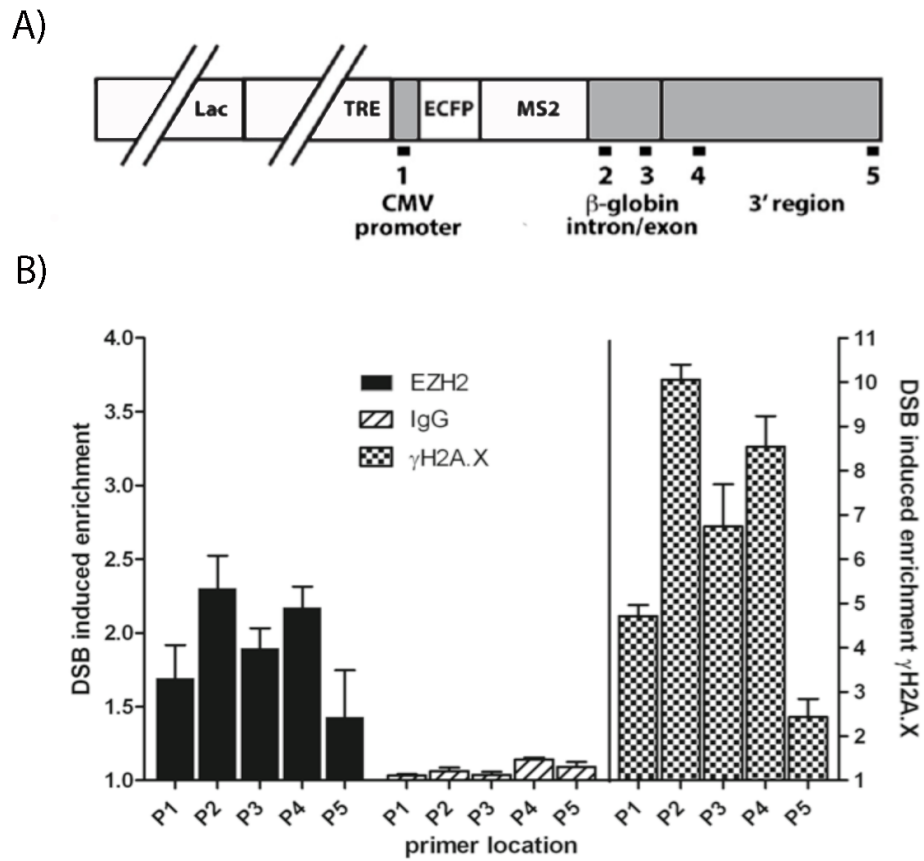 A)
Lac TRE ECFP MS2
1 2 3 4 5
CMV promoter
β-globin intron/exon
3' region
B)
DSB induced enrichment
4.0
3.5
3.0
2.5
2.0
1.5
1.0
EZH2
IgG
γH2A.X
11
10
9
8
7
6
5
4
3
2
1
DSB induced enrichment γH2A.X
P1 P2 P3 P4 P5 P1 P2 P3 P4 P5 P1 P2 P3 P4 P5
primer location